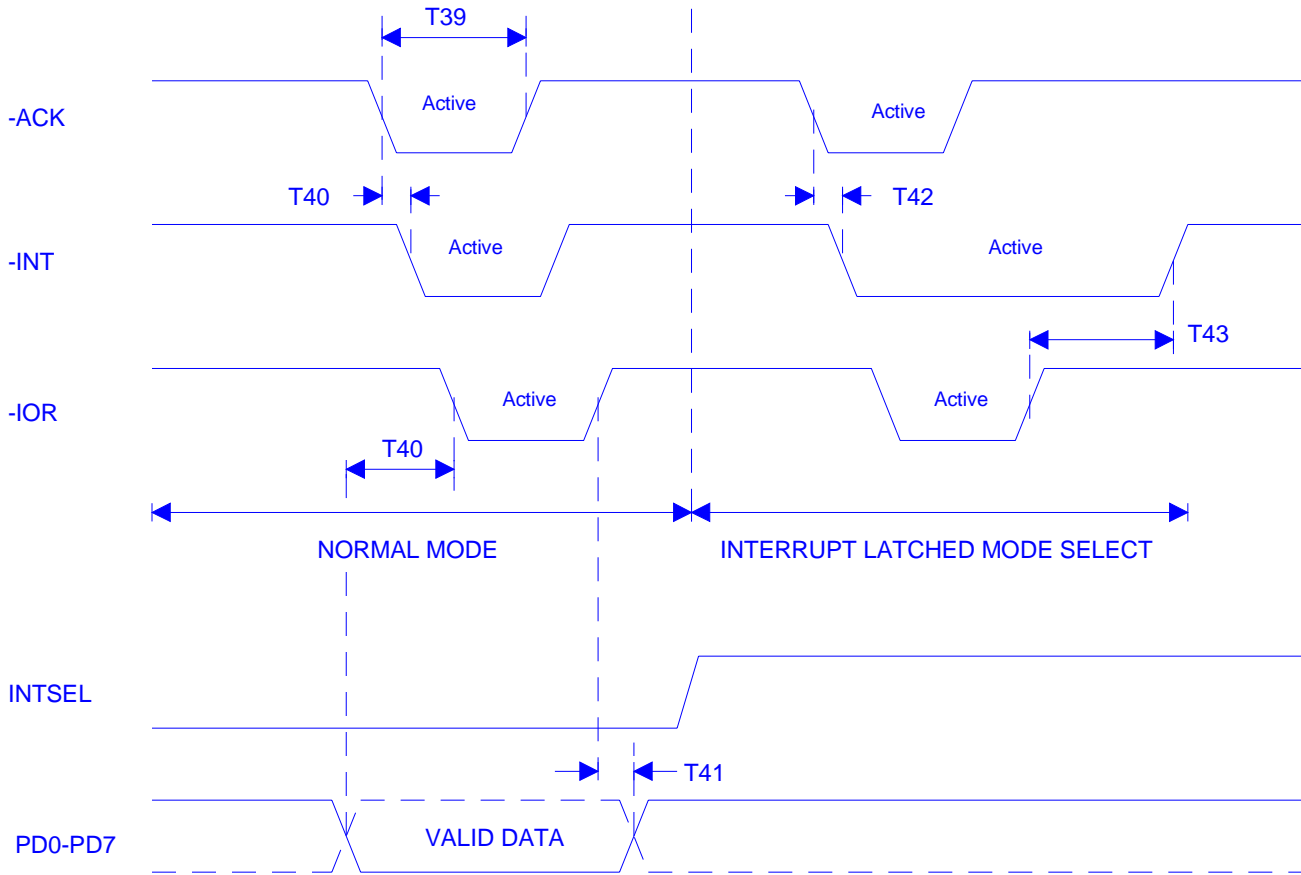 T39
-ACK
Active
Active
T40
T42
-INT
Active
Active
T43
-IOR
Active
Active
T40
NORMAL MODE
INTERRUPT LATCHED MODE SELECT
INTSEL
T41
PD0-PD7
VALID DATA